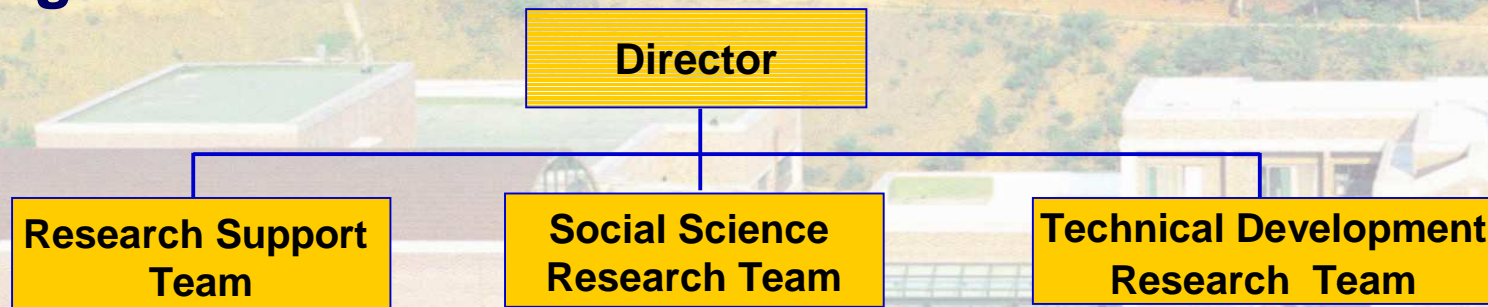 Director
Research Support
Team
Social Science
Research Team
Technical Development
Research Team